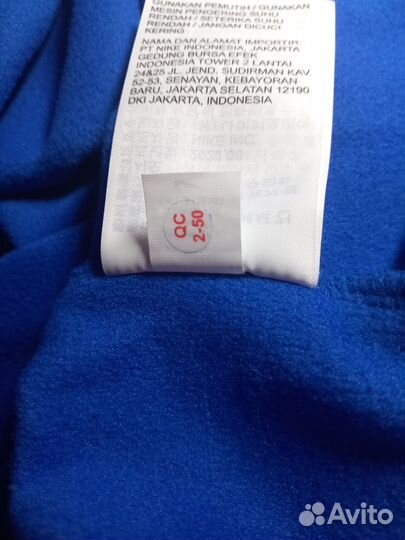 GUNAKAN PEMUTIH / GUNAKAN
MESIN PENGERING SUHU
RENDAH / SETERIKA SUHU
RENDAH / JANGAN DICUCI
KERING
NAMA DAN ALAMAT IMPORTIR:
PT NIKE INDONESIA, JAKARTA
GEDUNG BURSA EFEK
INDONESIA TOWER 2 LANTAI
24&25 JL. JEND. SUDIRMAN KAV.
52-53, SENAYAN, KEBAYORAN
BARU, JAKARTA SELATAN 12190
DKI JAKARTA, INDONESIA
QC
2-50
Avito